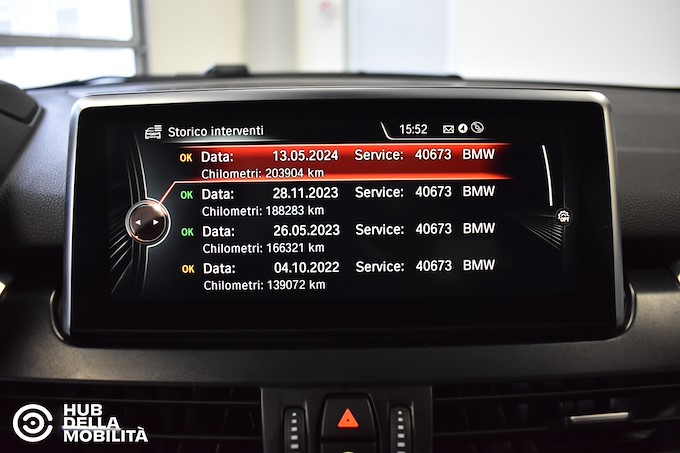 Storico interventi 15:52
OK Data: 13.05.2024 Service: 40673 BMW
Chilometri: 203904 km
OK Data: 28.11.2023 Service: 40673 BMW
Chilometri: 188283 km
OK Data: 26.05.2023 Service: 40673 BMW
Chilometri: 166321 km
OK Data: 04.10.2022 Service: 40673 BMW
Chilometri: 139072 km
HUB
DELLA
MOBILITÀ